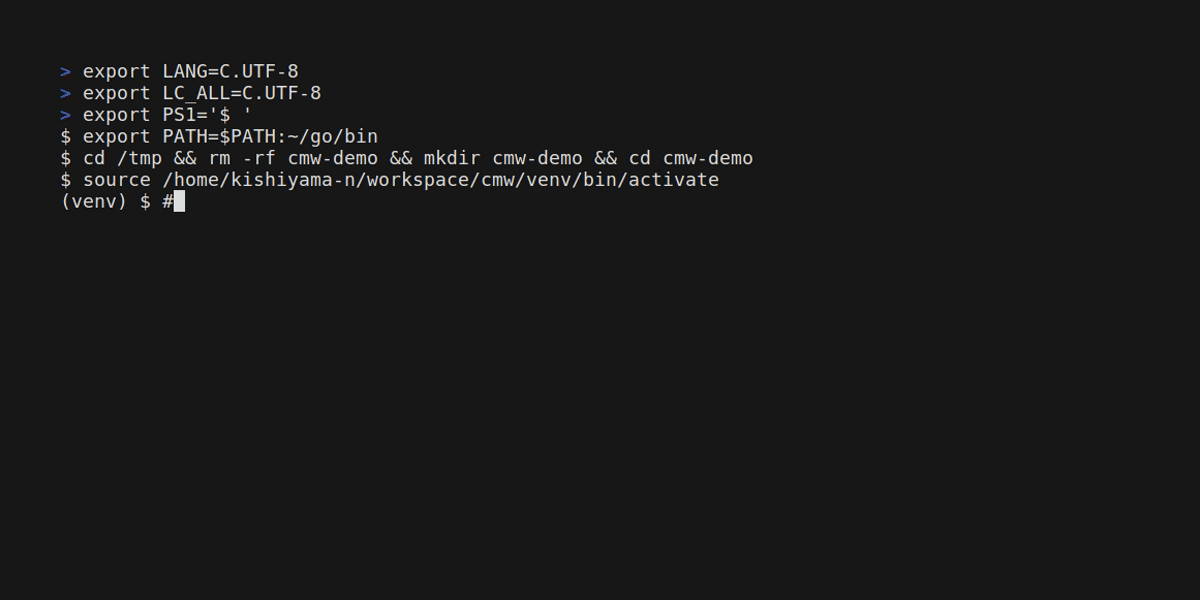 > export LANG=C.UTF-8
> export LC_ALL=C.UTF-8
> export PS1='$ '
$ export PATH=$PATH:~/go/bin
$ cd /tmp && rm -rf cmw-demo && mkdir cmw-demo && cd cmw-demo
$ source /home/kishiyama-n/workspace/cmw/venv/bin/activate
(venv) $ #